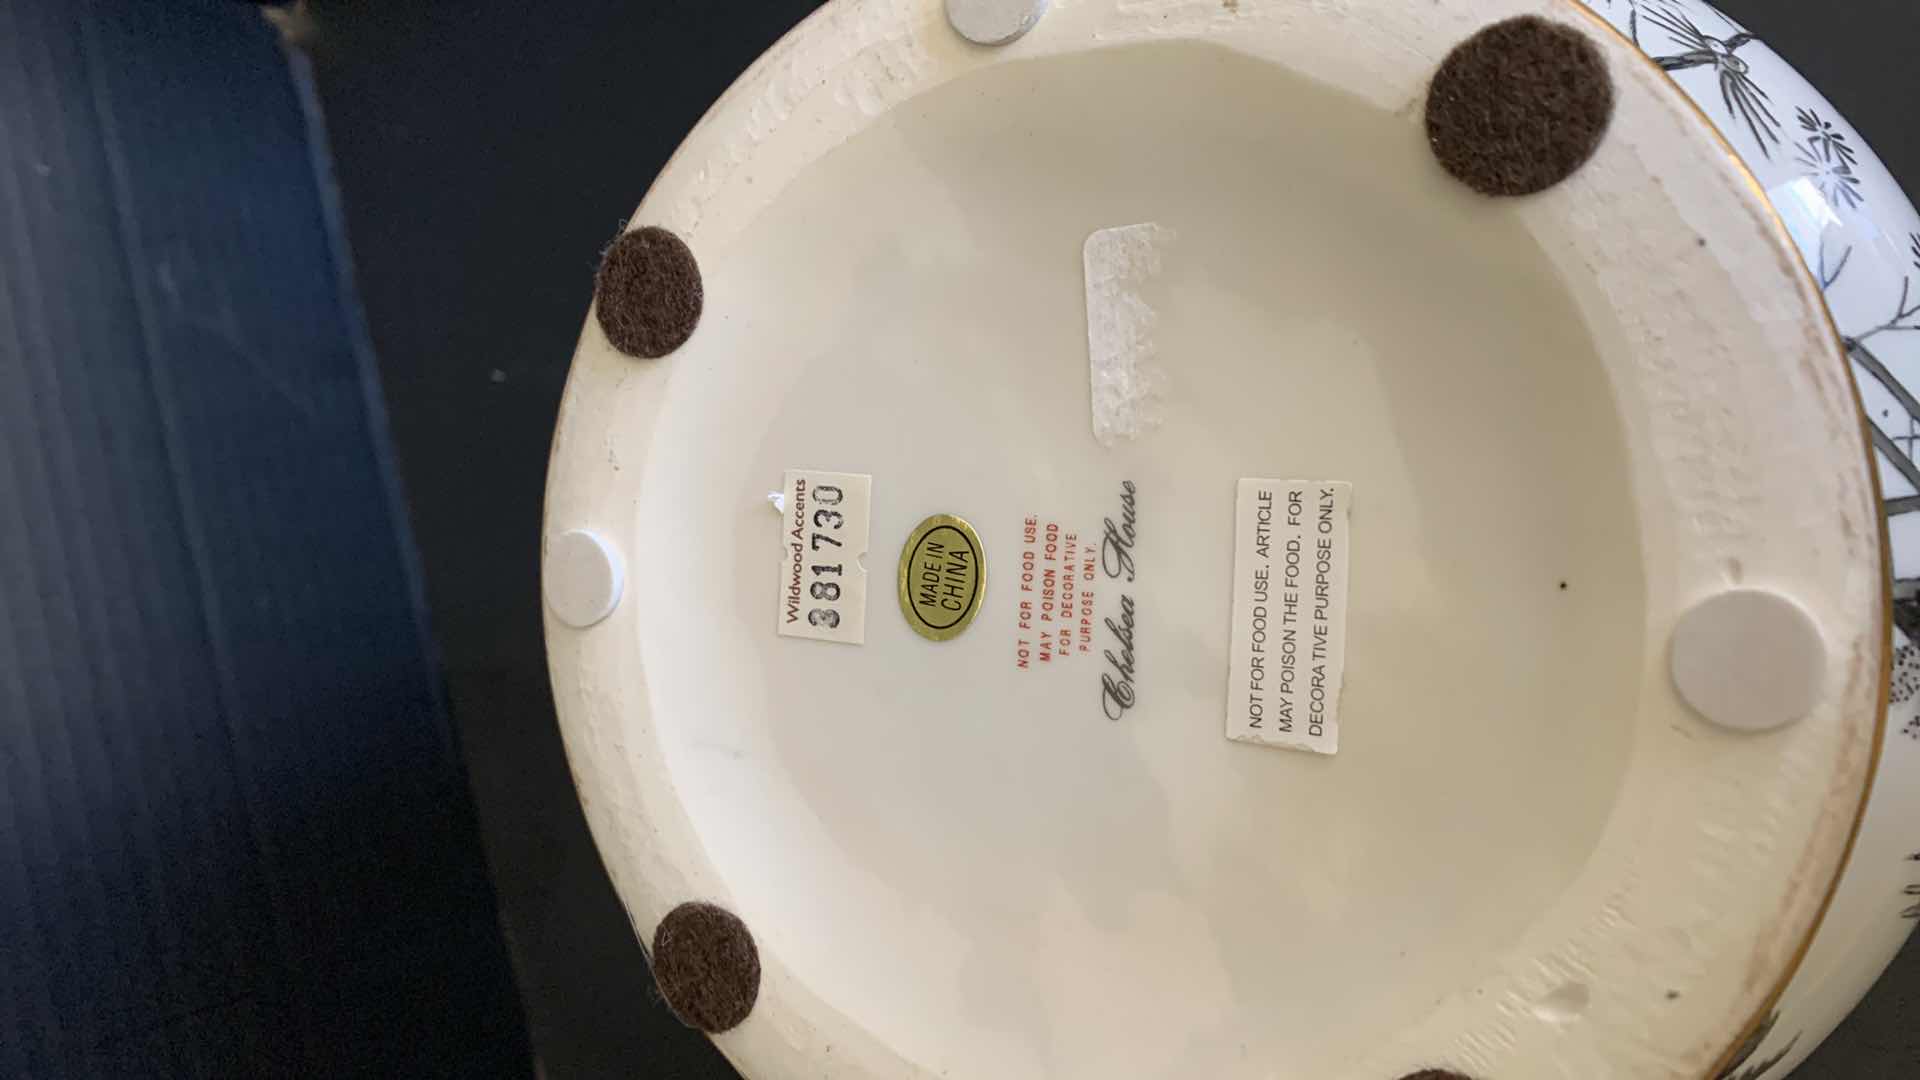 Wildwood Accents
381730
MADE IN
CHINA
NOT FOR FOOD USE.
MAY POISON FOOD
FOR DECORATIVE
PURPOSE ONLY.
Chelsea House
NOT FOR FOOD USE. ARTICLE
MAY POISON THE FOOD. FOR
DECORA TIVE PURPOSE ONLY.